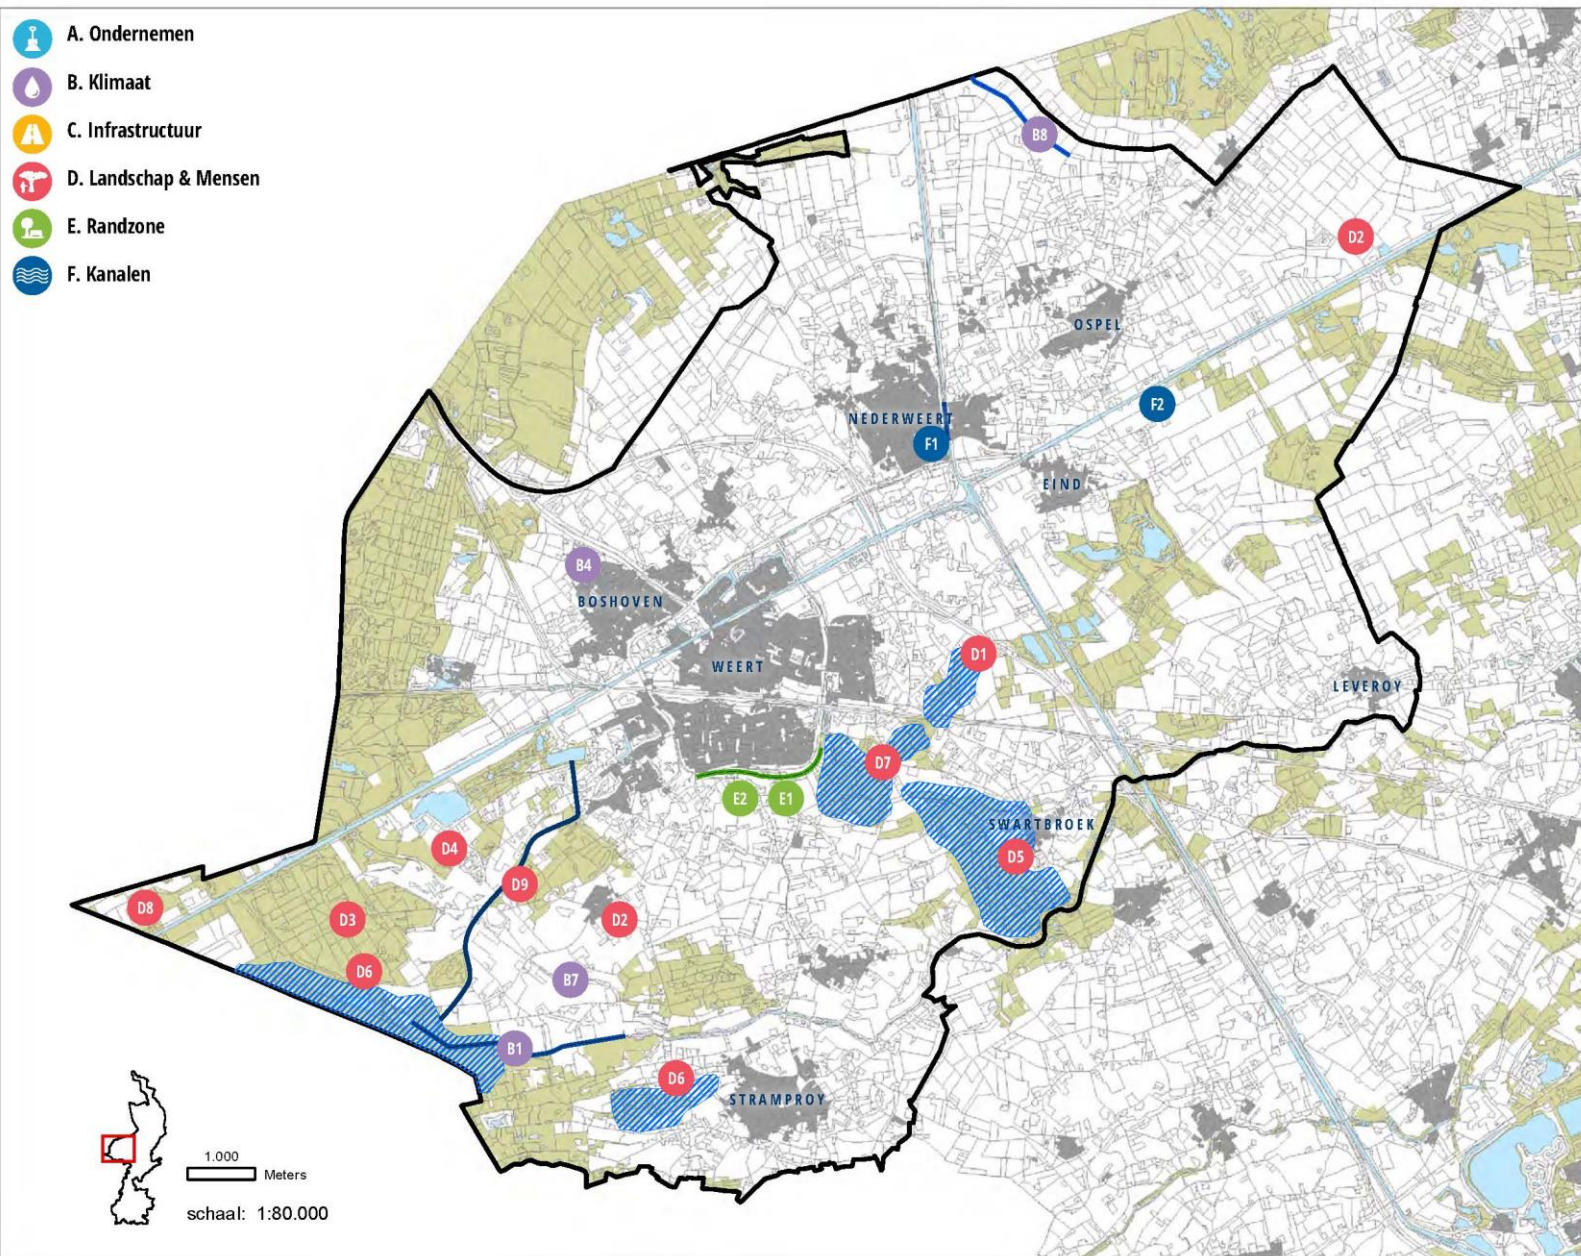 A. Ondernemen
B. Klimaat
C. Infrastructuur
D. Landschap & Mensen
E. Randzone
F. Kanalen
B8
D2
OSPEL
F2
NEDERWEERT
F1
EIND
B4
BOSHOVEN
WEERT
D1
LEVEROY
D7
E2
E1
SWARTBROEK
D4
D5
D9
D8
D3
D2
D6
B7
B1
D6
STRAMPROY
1.000
Meters
schaal: 1:80.000